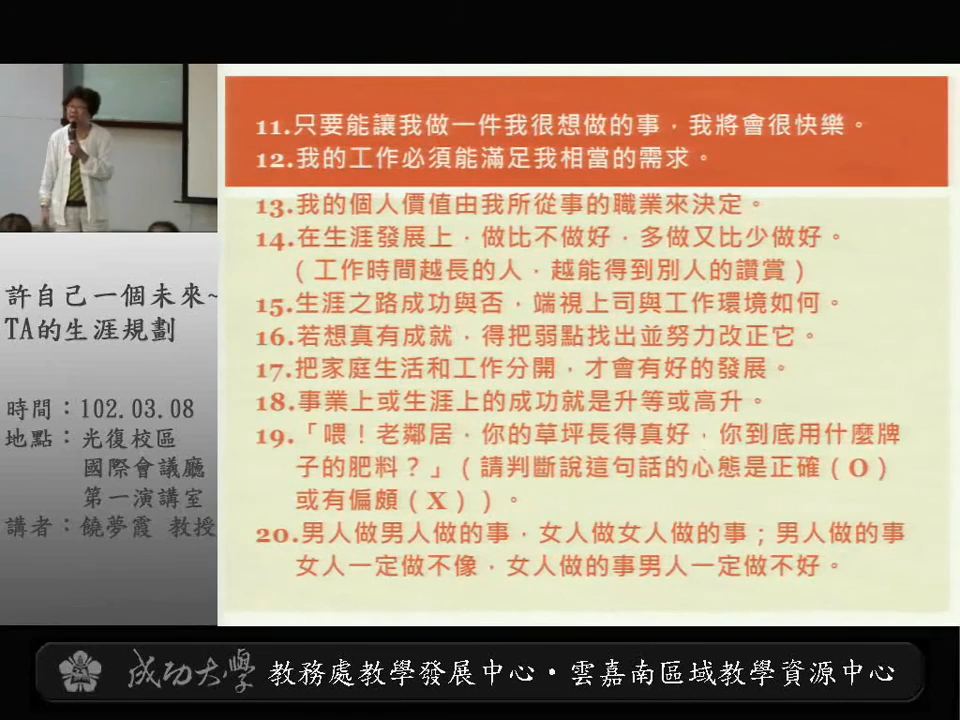 11.只要能讓我做一件我很想做的事，我將會很快樂。
12.我的工作必須能滿足我相當的需求。
13.我的個人價值由我所從事的職業來決定。
14.在生涯發展上，做比不做好，多做又比少做好。
（工作時間越長的人，越能得到別人的讚賞）
15.生涯之路成功與否，端視上司與工作環境如何。
16.若想真有成就，得把弱點找出並努力改正它。
17.把家庭生活和工作分開，才會有好的發展。
18.事業上或生涯上的成功就是升等或高升。
19.「喂！老鄰居，你的草坪長得真好，你到底用什麼牌
子的肥料？」（請判斷說這句話的心態是正確（O）
或有偏頗（X））。
20.男人做男人做的事，女人做女人做的事；男人做的事
女人一定做不像，女人做的事男人一定做不好。
許自己一個未來~
TA的生涯規劃
時間：102.03.08
地點：光復校區
國際會議廳
第一演講室
講者：饒夢霞 教授
成功大學 教務處教學發展中心・雲嘉南區域教學資源中心